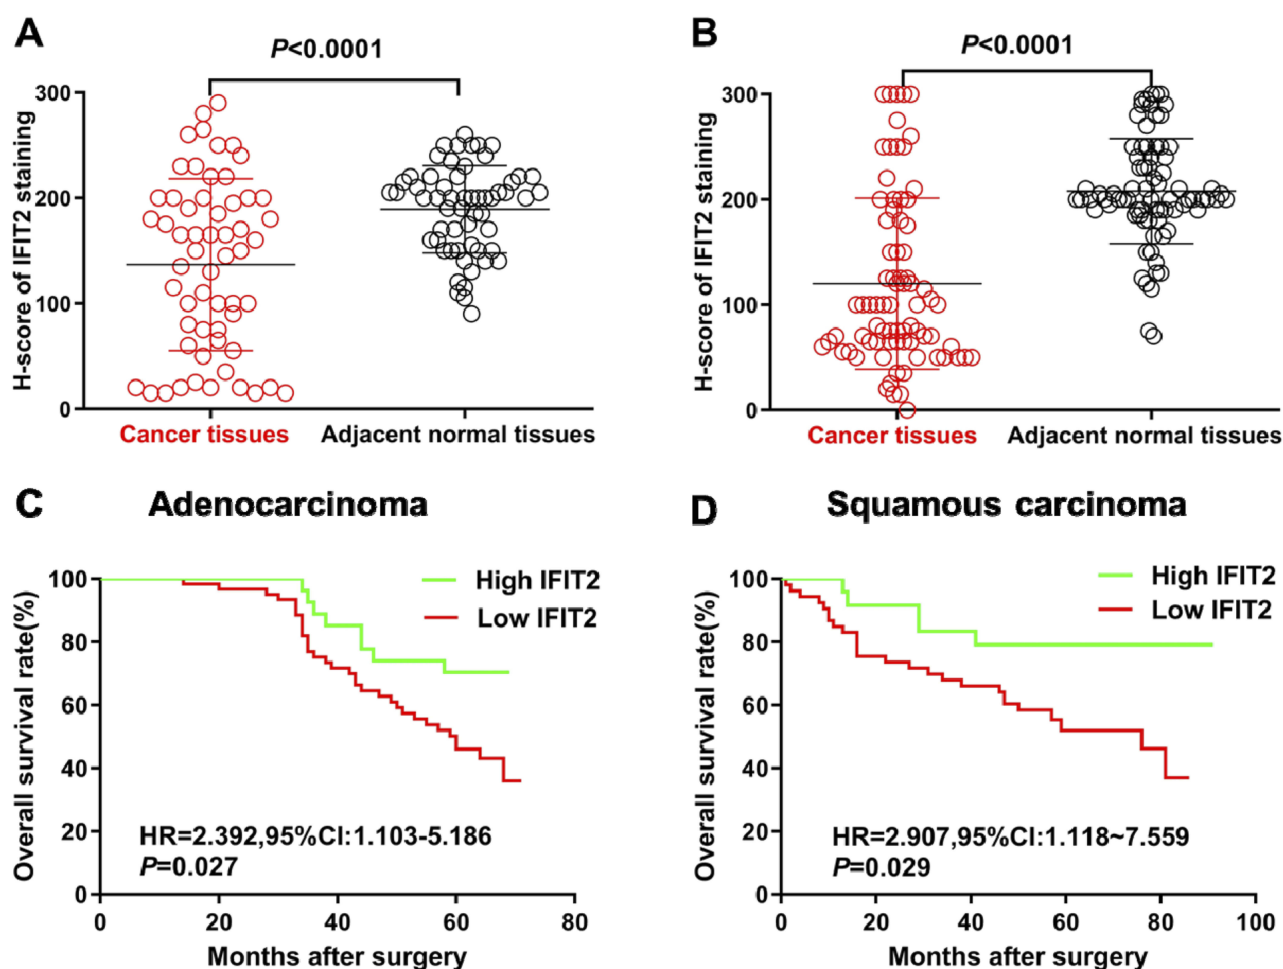 A
P<0.0001
H-score of IFIT2 staining
300
200
100
0
Cancer tissues
Adjacent normal tissues
B
P<0.0001
H-score of IFIT2 staining
300
200
100
0
Cancer tissues
Adjacent normal tissues
C
Adenocarcinoma
High IFIT2
Low IFIT2
Overall survival rate(%)
100
80
60
40
20
0
HR=2.392,95%CI:1.103-5.186
P=0.027
0 20 40 60 80
Months after surgery
D
Squamous carcinoma
High IFIT2
Low IFIT2
Overall survival rate(%)
100
80
60
40
20
0
HR=2.907,95%CI:1.118~7.559
P=0.029
0 20 40 60 80 100
Months after surgery